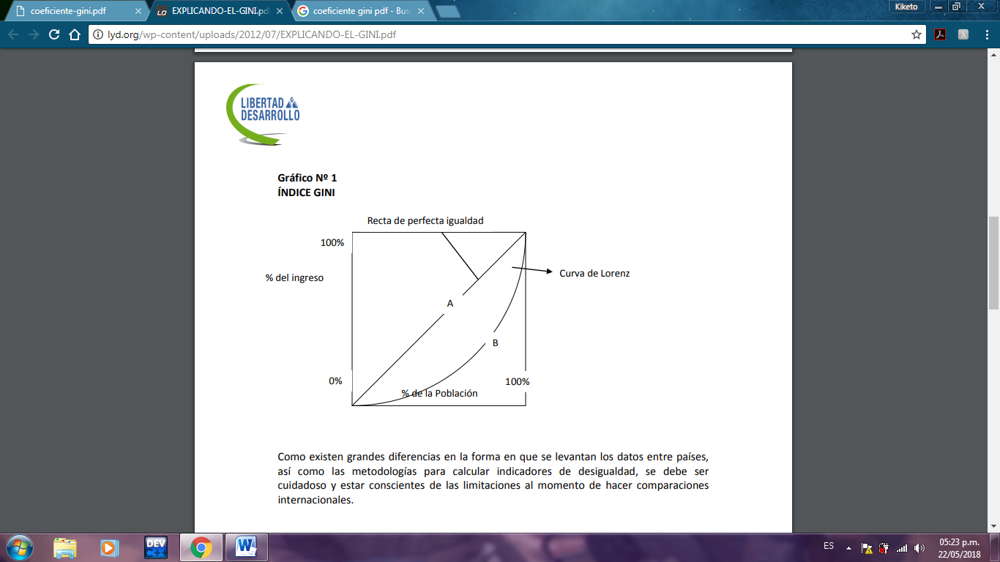 coeficiente-gini.pdf
EXPLICANDO-EL-GINI.pdf
coeficiente gini pdf - Bus
Kiketo
lyd.org/wp-content/uploads/2012/07/EXPLICANDO-EL-GINI.pdf
LIBERTAD
DESARROLLO
Gráfico Nº 1
ÍNDICE GINI
Recta de perfecta igualdad
100%
% del ingreso
Curva de Lorenz
A
B
0%
100%
% de la Población
Como existen grandes diferencias en la forma en que se levantan los datos entre países,
así como las metodologías para calcular indicadores de desigualdad, se debe ser
cuidadoso y estar conscientes de las limitaciones al momento de hacer comparaciones
internacionales.
DEV
C++
ES
05:23 p.m.
22/05/2018